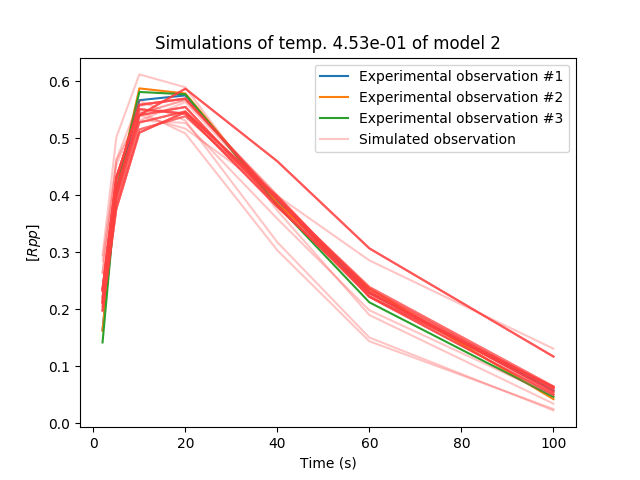 Simulations of temp. 4.53e-01 of model 2
Experimental observation #1
Experimental observation #2
Experimental observation #3
Simulated observation
[Rpp]
0.6
0.5
0.4
0.3
0.2
0.1
0.0
0 20 40 60 80 100
Time (s)